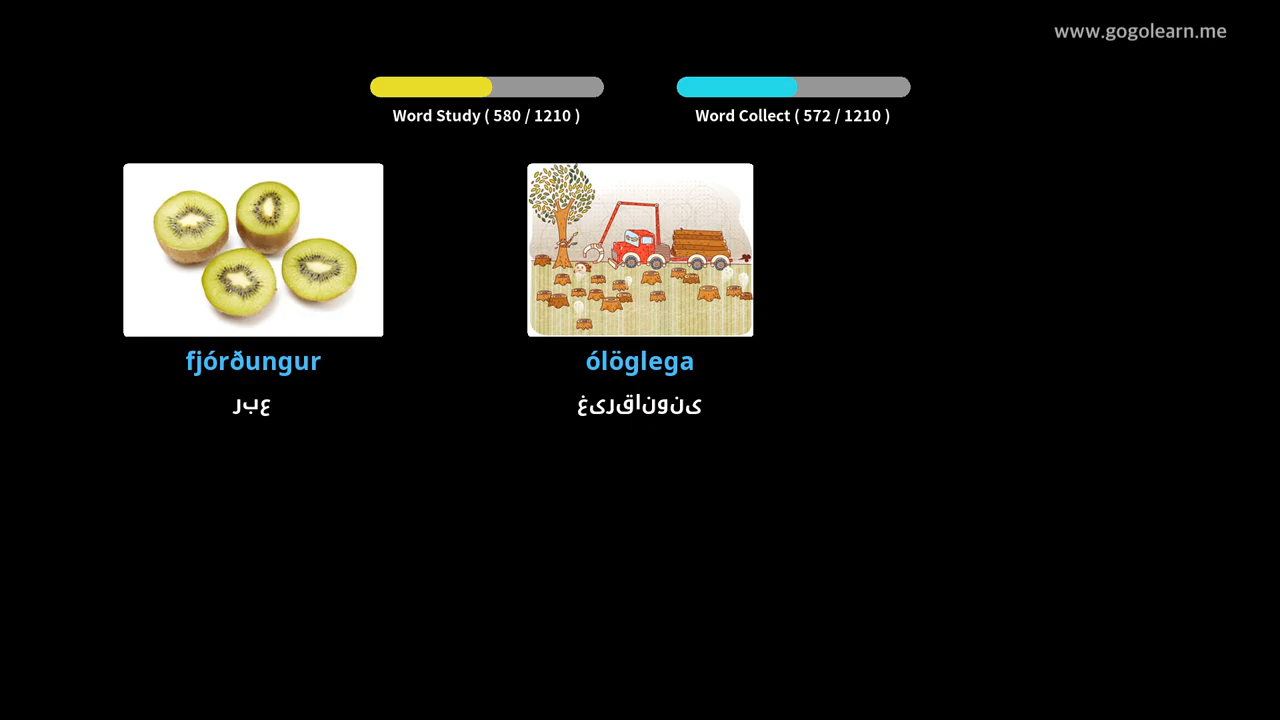 www.gogolearn.me
Word Study ( 580 / 1210 )
Word Collect ( 572 / 1210 )
fjórðungur
ربع
ólöglega
غیرقانونی